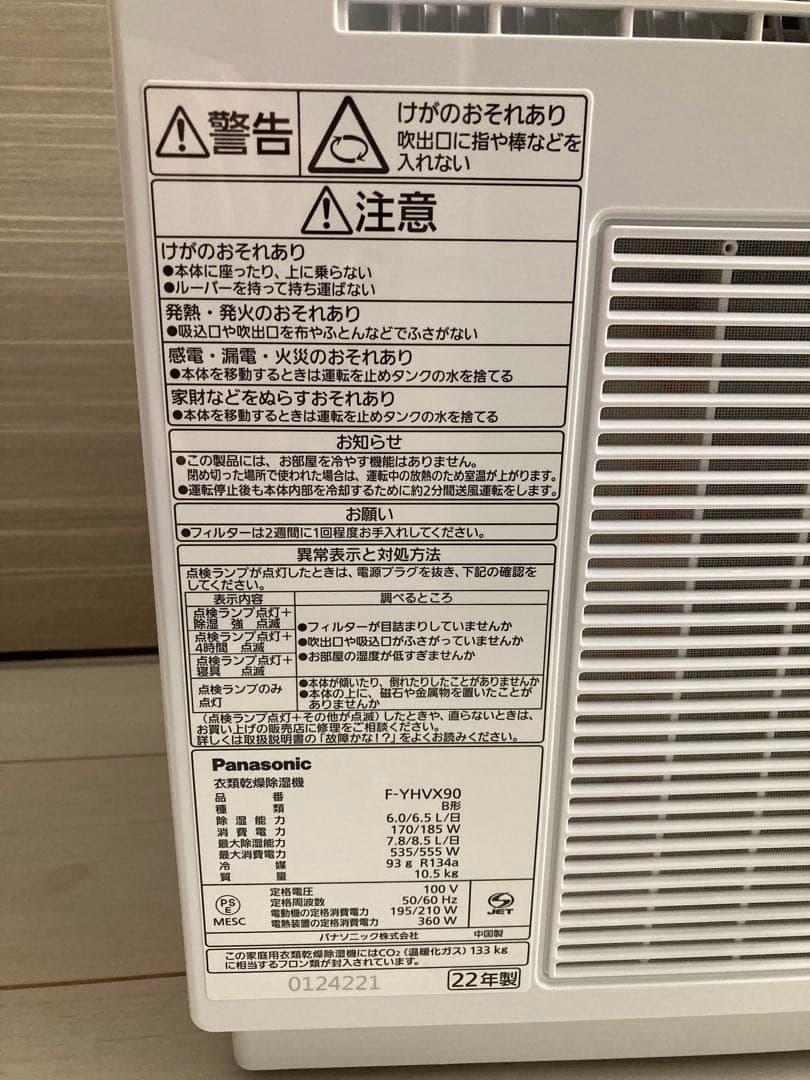 警告
けがのおそれあり
吹出口に指や棒などを
入れない
注意
けがのおそれあり
●本体に座ったり、上に乗らない
●ルーバーを持って持ち運ばない
発熱・発火のおそれあり
●吸込口や吹出口を布やふとんなどでふさがない
感電・漏電・火災のおそれあり
●本体を移動するときは運転を止めタンクの水を捨てる
家財などをぬらすおそれあり
●本体を移動するときは運転を止めタンクの水を捨てる
お知らせ
●この製品には、お部屋を冷やす機能はありません。
閉め切った場所で使われた場合は、運転中の放熱のため室温が上がります。
●運転停止後も本体内部を冷却するために約2分間送風運転をします。
お願い
●フィルターは2週間に1回程度お手入れしてください。
異常表示と対処方法
点検ランプが点灯したときは、電源プラグを抜き、下記の確認を
してください。
表示内容 調べるところ
点検ランプ点灯+
除湿 強 点滅
点検ランプ点灯+
4時間 点滅
点検ランプ点灯+
寝具 点滅
●フィルターが目詰まりしていませんか
●吹出口や吸込口がふさがっていませんか
●お部屋の湿度が低すぎませんか
点検ランプのみ
点灯
●本体が傾いたり、倒れたりしたことがありませんか
●本体の上に、磁石や金属物を置いたことが
ありませんか
(点検ランプ点灯+その他が点滅)したときや、直らないときは、
お買い上げの販売店に修理をご相談ください。
詳しくは取扱説明書の「故障かな!?」をよくお読みください。
Panasonic
衣類乾燥除湿機
品番 F-YHVX90
種類 B形
除湿能力 6.0/6.5 L/日
消費電力 170/185 W
最大除湿能力 7.8/8.5 L/日
最大消費電力 535/555 W
冷媒 93 g R134a
質量 10.5 kg
PS
E
MESC
定格電圧 100 V
定格周波数 50/60 Hz
電動機の定格消費電力 195/210 W
電熱装置の定格消費電力 360 W
JET
パナソニック株式会社 中国製
この家庭用衣類乾燥除湿機にはCO₂(温暖化ガス)133 kg
に相当するフロン類が封入されています。
0124221
22年製